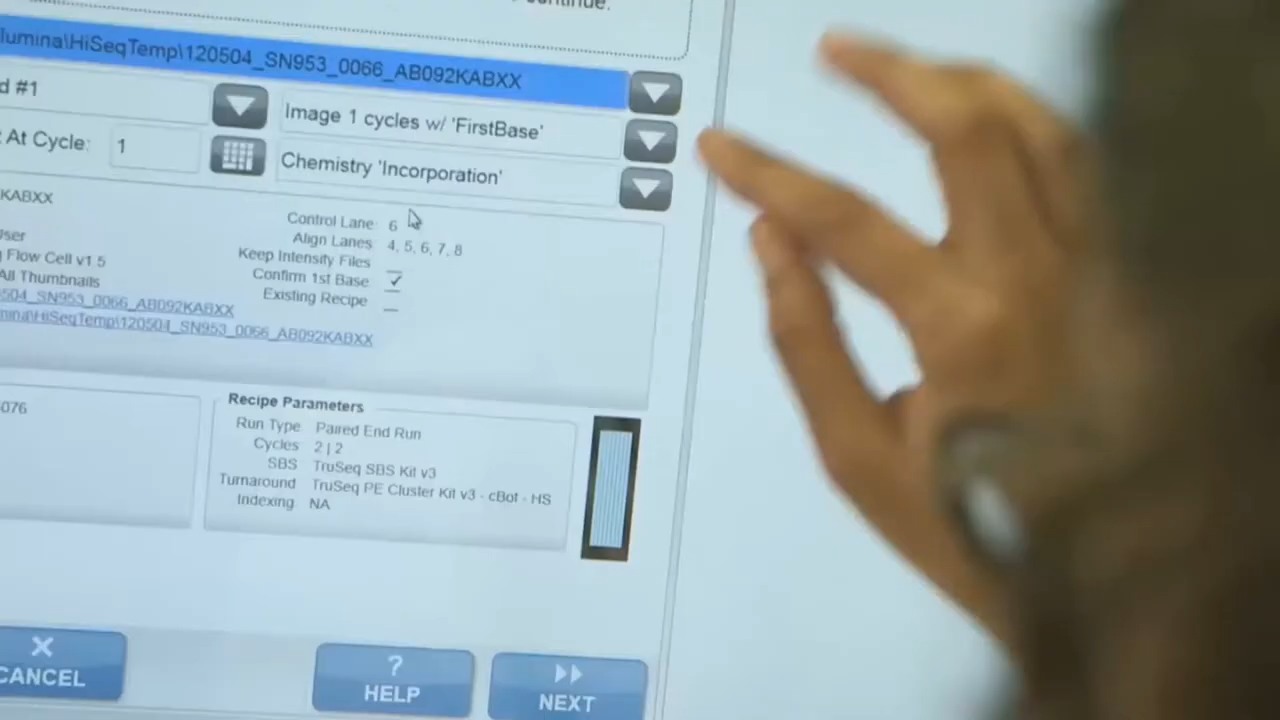 continue.
lumina\HiSeqTemp\120504_SN953_0066_AB092KABXX
d #1
Image 1 cycles w/ 'FirstBase'
At Cycle: 1
Chemistry 'Incorporation'
KABXX
Control Lane 6
Align Lanes 4, 5, 6, 7, 8
Keep Intensity Files
Confirm 1st Base
Existing Recipe
Jser
g Flow Cell v1.5
All Thumbnails
0504_SN953_0066_AB092KABXX
mina\HiSeqTemp\120504_SN953_0066_AB092KABXX
076
Recipe Parameters
Run Type Paired End Run
Cycles 2 | 2
SBS TruSeq SBS Kit v3
Turnaround TruSeq PE Cluster Kit v3 - cBot - HS
Indexing NA
CANCEL
? HELP
NEXT